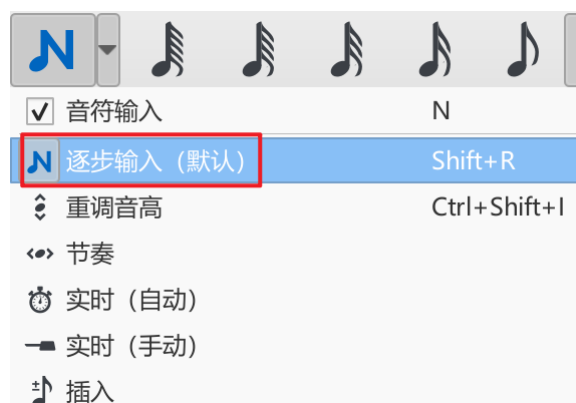 音符输入 N
逐步输入（默认） Shift+R
重调音高 Ctrl+Shift+I
节奏
实时（自动）
实时（手动）
插入